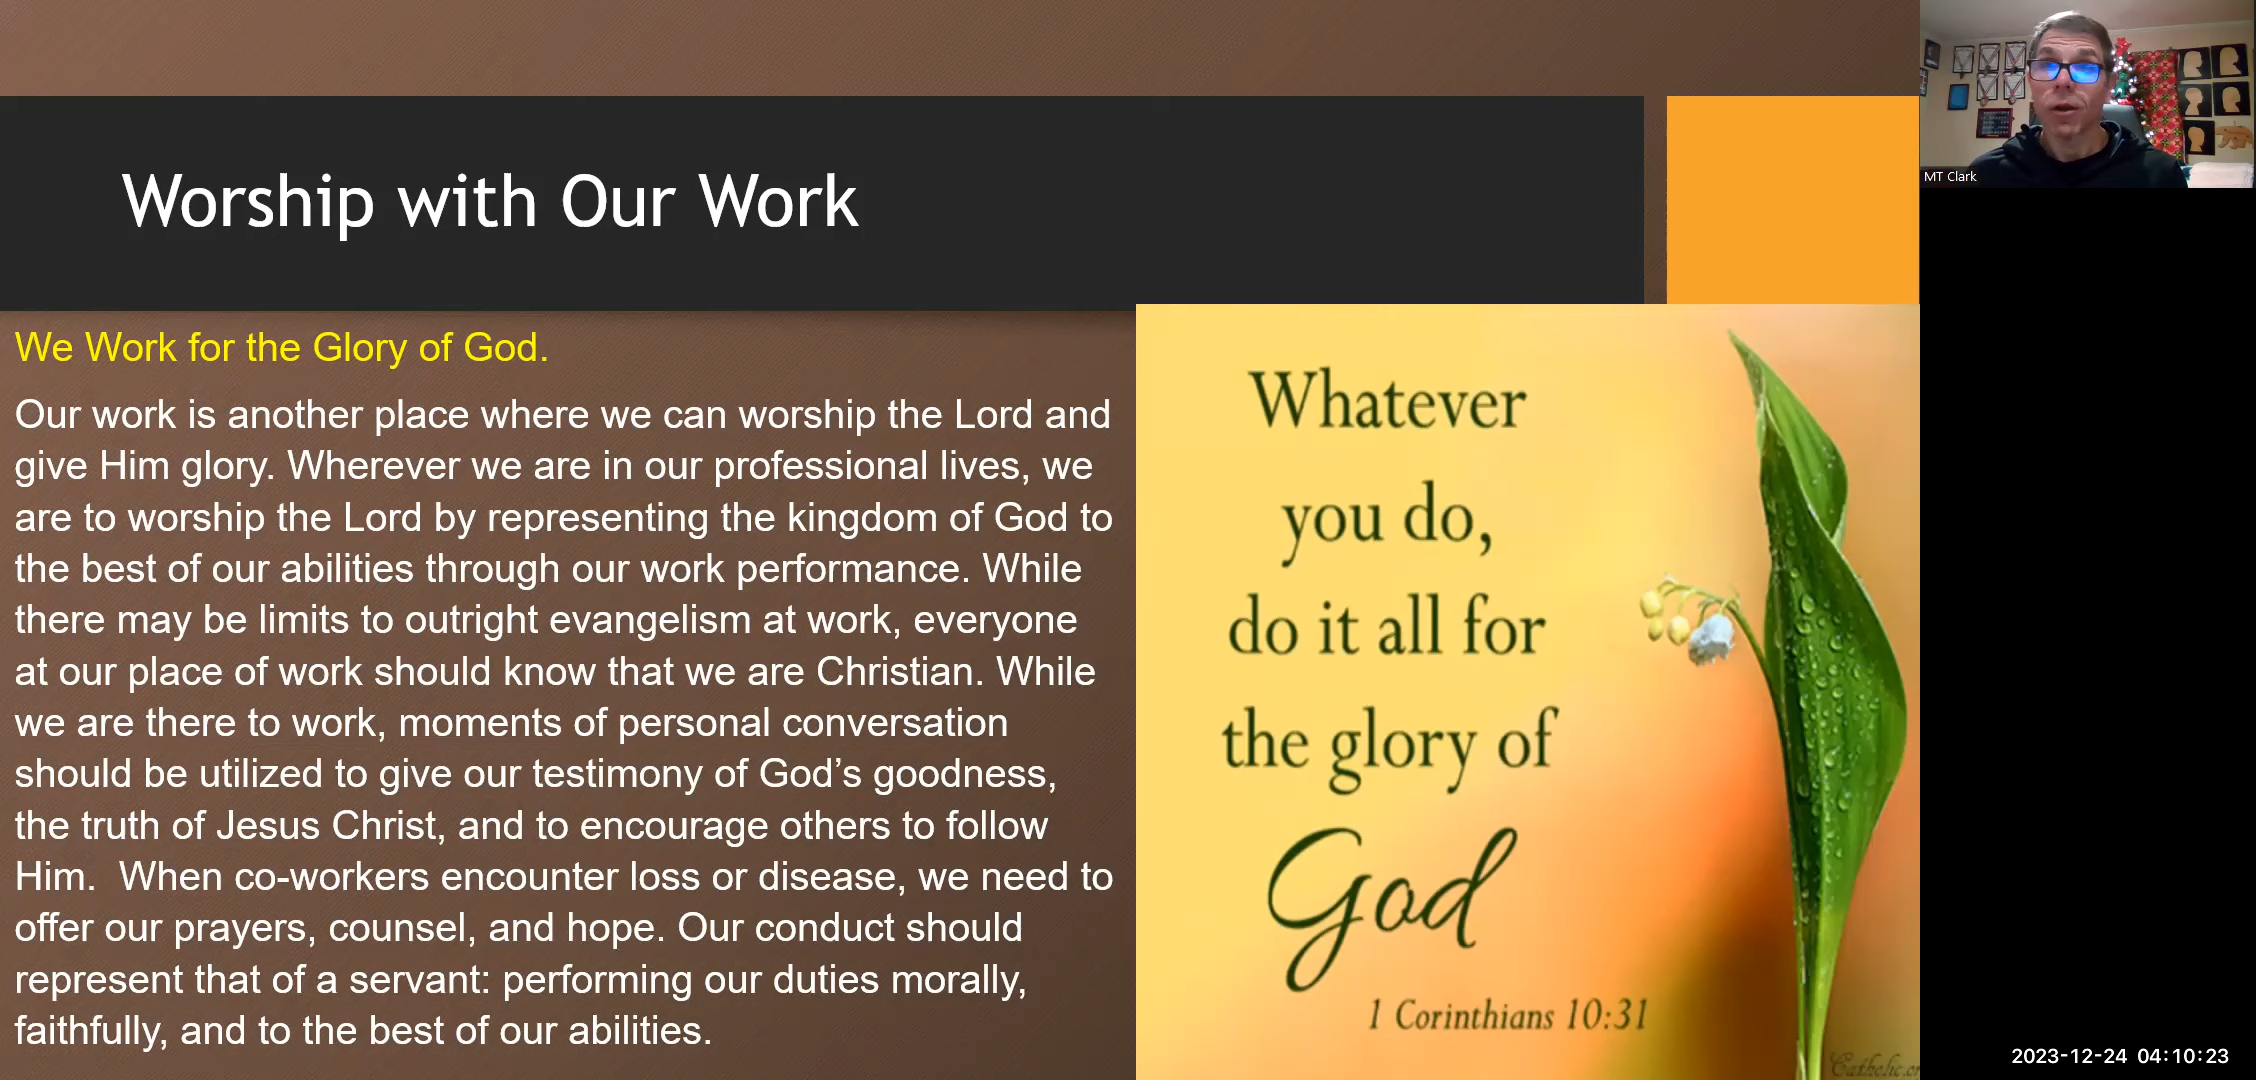 Worship with Our Work
We Work for the Glory of God.
Our work is another place where we can worship the Lord and
give Him glory. Wherever we are in our professional lives, we
are to worship the Lord by representing the kingdom of God to
the best of our abilities through our work performance. While
there may be limits to outright evangelism at work, everyone
at our place of work should know that we are Christian. While
we are there to work, moments of personal conversation
should be utilized to give our testimony of God’s goodness,
the truth of Jesus Christ, and to encourage others to follow
Him.  When co-workers encounter loss or disease, we need to
offer our prayers, counsel, and hope. Our conduct should
represent that of a servant: performing our duties morally,
faithfully, and to the best of our abilities.
Whatever
you do,
do it all for
the glory of
God
1 Corinthians 10:31
MT Clark
2023-12-24 04:10:23